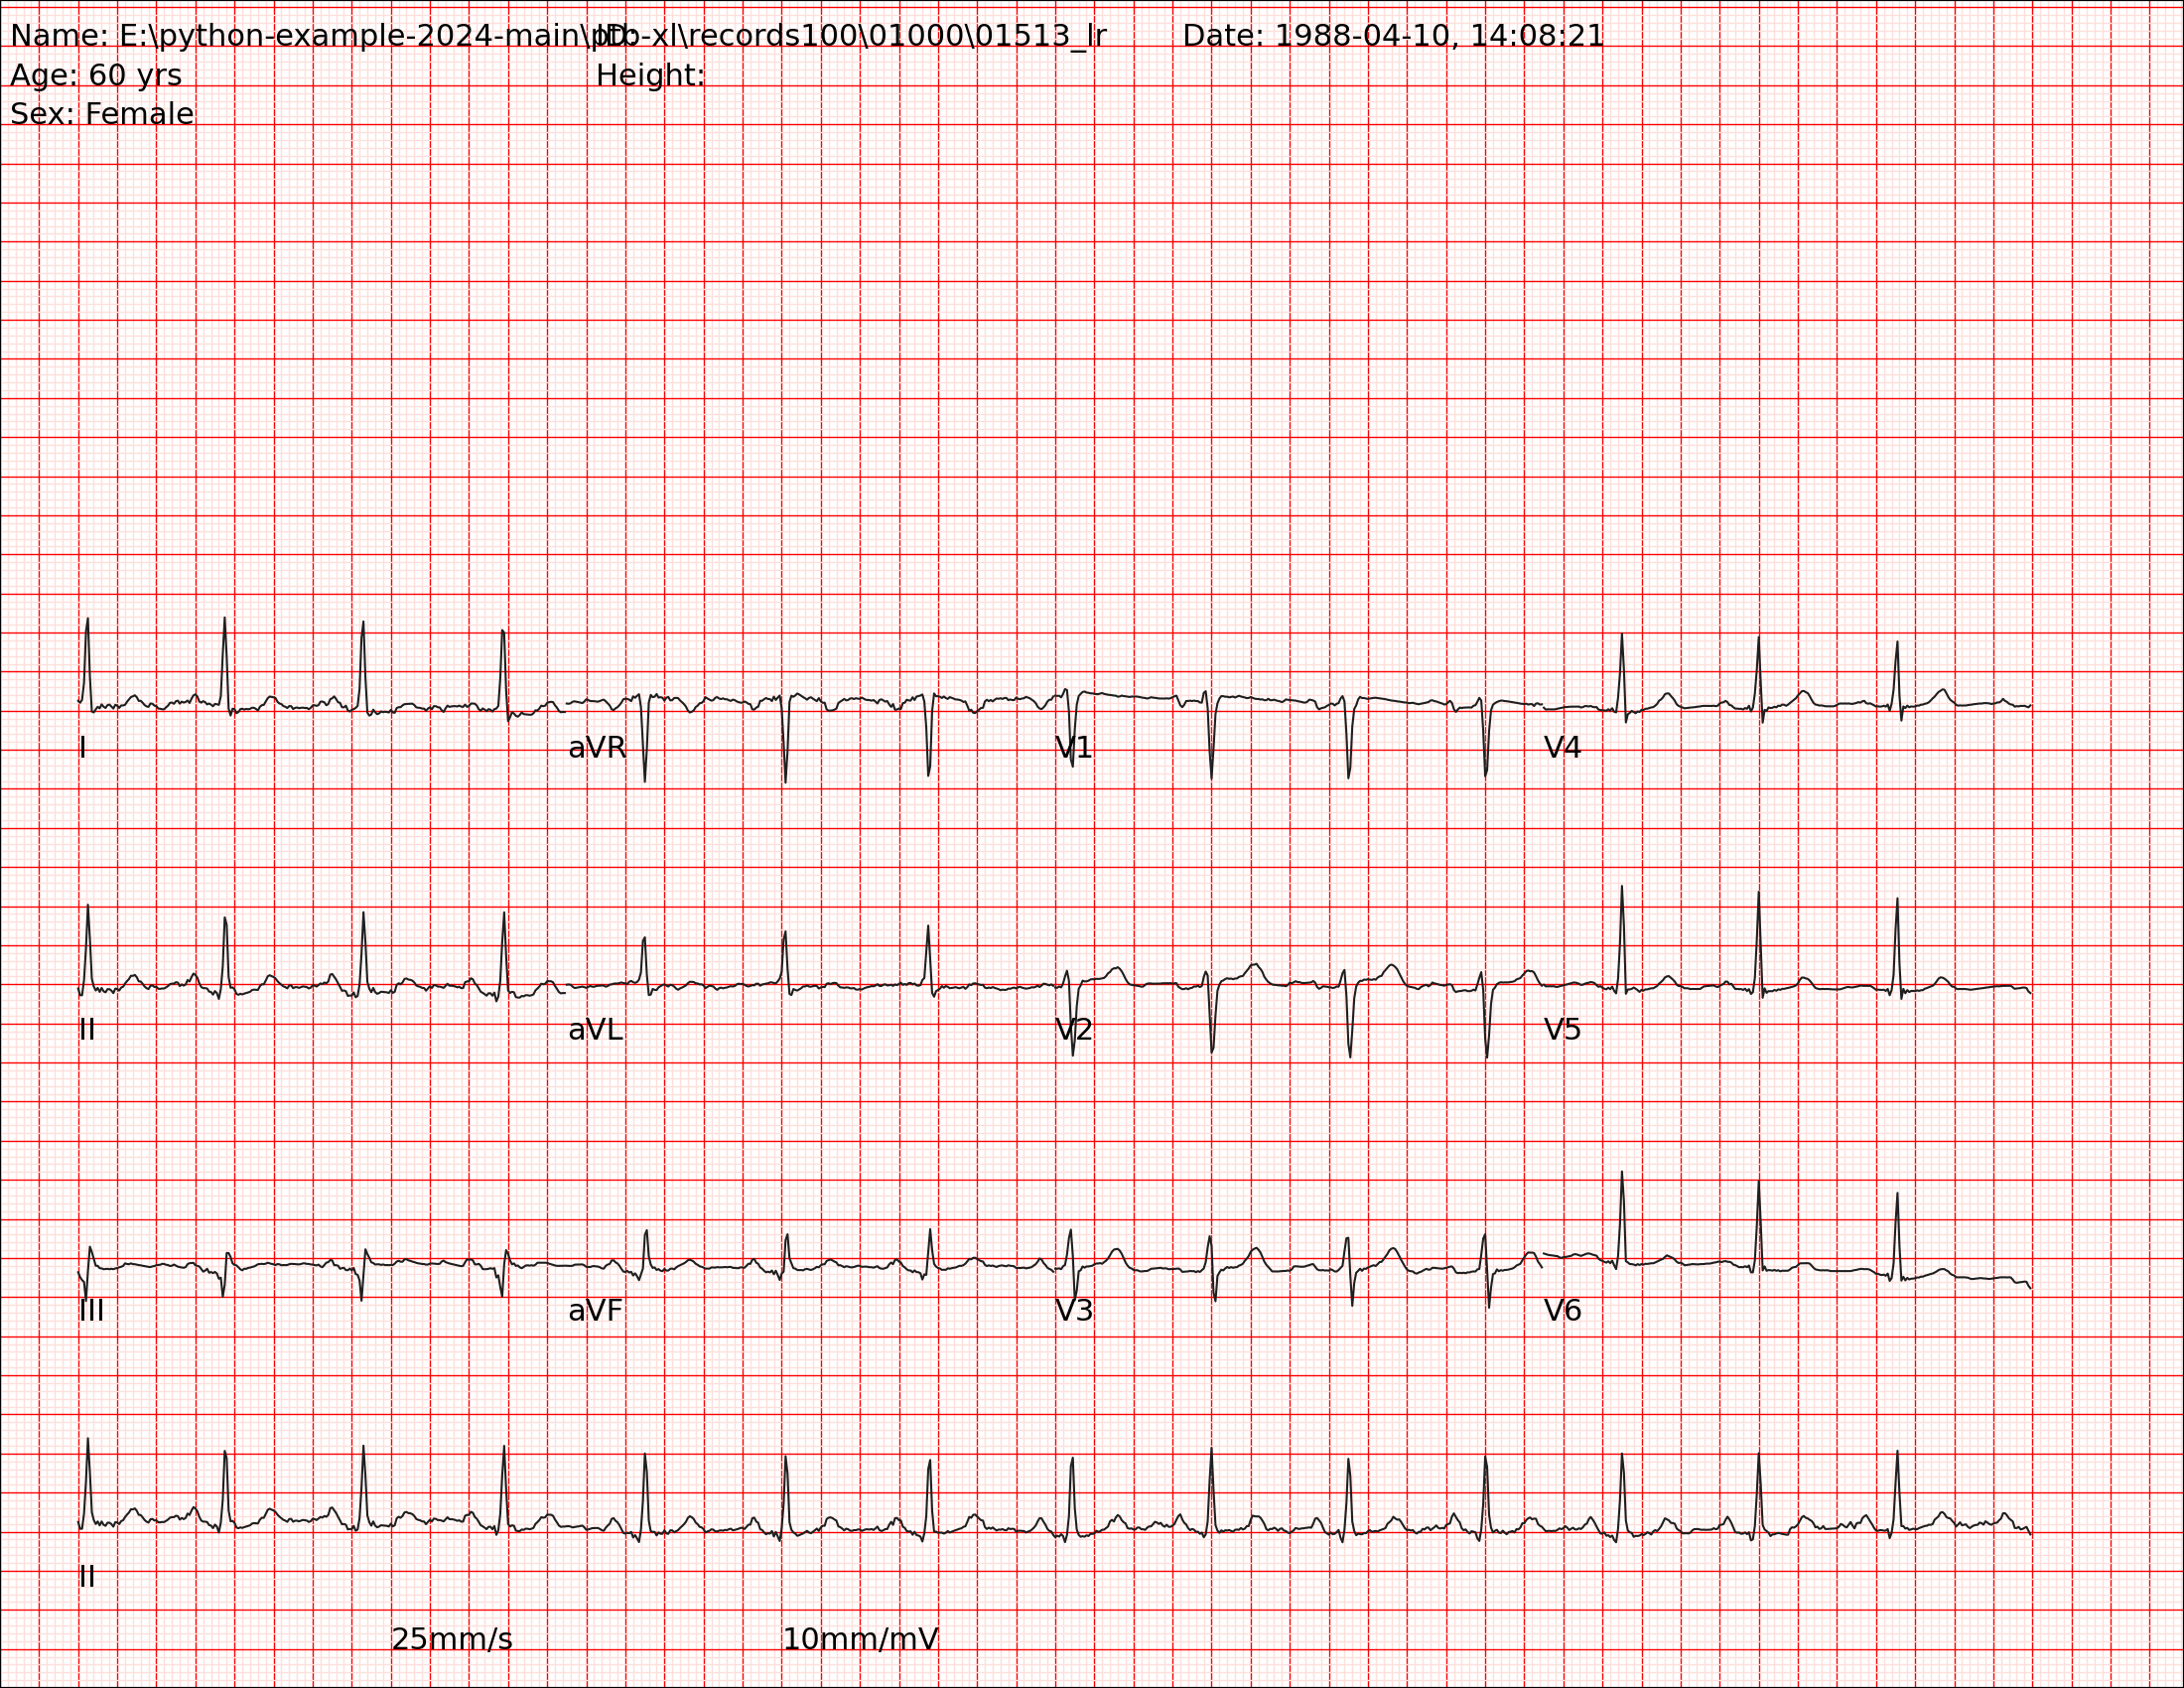 Name: E:\python-example-2024-main\ptb-xl\records100\01000\01513_lr ID: Date: 1988-04-10, 14:08:21
Age: 60 yrs Height:
Sex: Female
I aVR V1 V4
II aVL V2 V5
III aVF V3 V6
II
25mm/s 10mm/mV